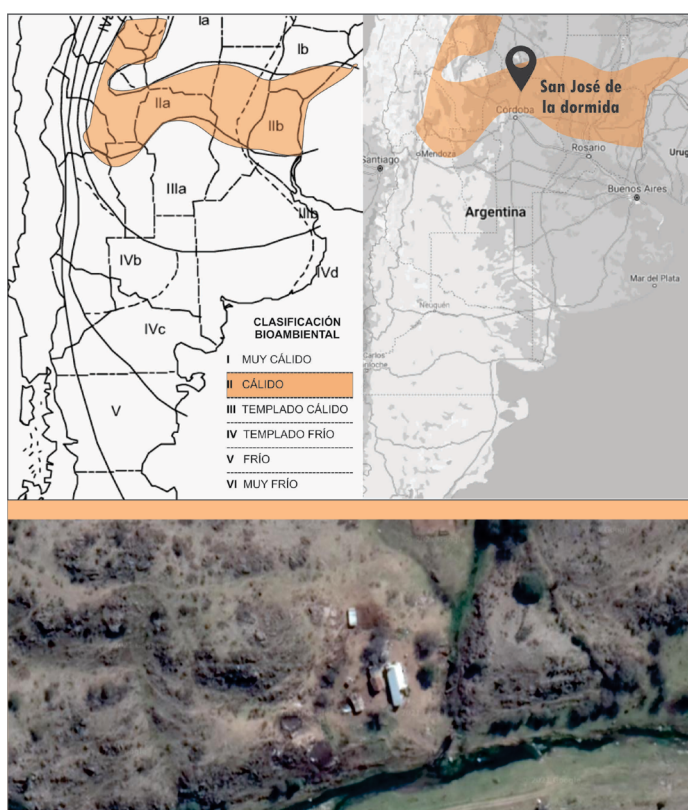 Ia
Ib
IIa
IIb
IIIa
IIIb
IVb
IVd
IVc
V
CLASIFICACIÓN
BIOAMBIENTAL
I MUY CÁLIDO
II CÁLIDO
III TEMPLADO CÁLIDO
IV TEMPLADO FRÍO
V FRÍO
VI MUY FRÍO
San José de
la dormida
Córdoba
Santiago
Mendoza
Rosario
Urug
Buenos Aires
Argentina
Mar del Plata
Neuquén
Carlos